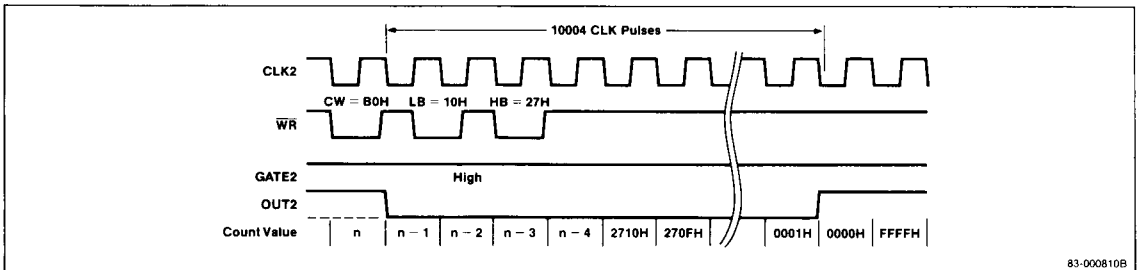 10004 CLK Pulses
CLK2
CW = B0H LB = 10H HB = 27H
WR
GATE2 High
OUT2
Count Value n n − 1 n − 2 n − 3 n − 4 2710H 270FH 0001H 0000H FFFFH
83-000810B